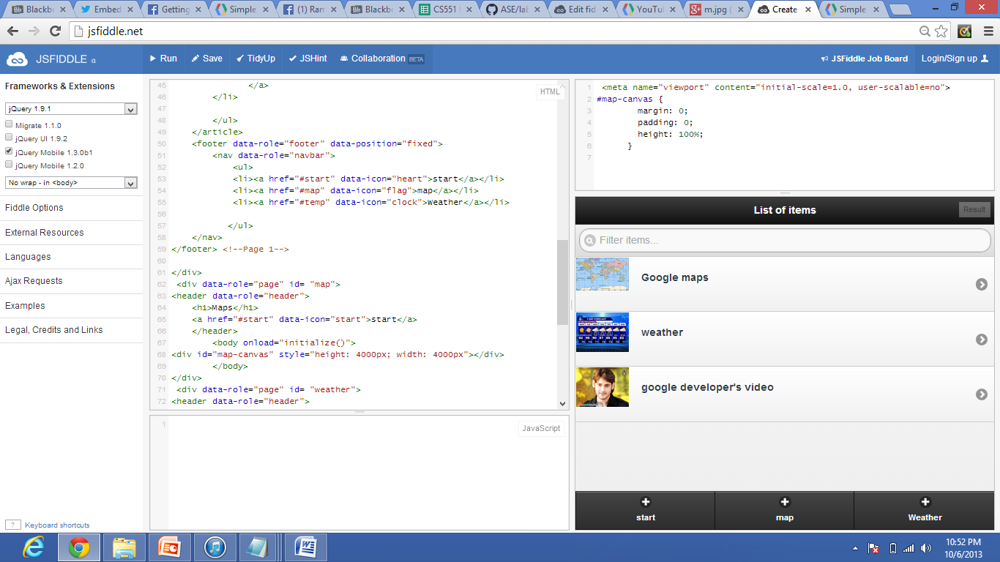 Blackb
Embed
Getting
Simple
(1) Ram
Blackb
CS551
ASE/lab
Edit fid
YouTu
m.jpg (
Create
Simple
jsfiddle.net
JSFIDDLE α
Run
Save
TidyUp
JSHint
Collaboration BETA
JSFiddle Job Board
Login/Sign up
Frameworks & Extensions
jQuery 1.9.1
Migrate 1.1.0
jQuery UI 1.9.2
jQuery Mobile 1.3.0b1
jQuery Mobile 1.2.0
No wrap - in <body>
Fiddle Options
External Resources
Languages
Ajax Requests
Examples
Legal, Credits and Links
? Keyboard shortcuts
HTML
45 </a>
46 </li>
47
48 </ul>
49 </article>
50 <footer data-role="footer" data-position="fixed">
51 <nav data-role="navbar">
52 <ul>
53 <li><a href="#start" data-icon="heart">start</a></li>
54 <li><a href="#map" data-icon="flag">map</a></li>
55 <li><a href="#temp" data-icon="clock">Weather</a></li>
56
57 </ul>
58 </nav>
59 </footer> <!--Page 1-->
60
61 </div>
62 <div data-role="page" id= "map">
63 <header data-role="header">
64 <h1>Maps</h1>
65 <a href="#start" data-icon="start">start</a>
66 </header>
67 <body onload="initialize()">
68 <div id="map-canvas" style="height: 4000px; width: 4000px"></div>
69 </body>
70 </div>
71 <div data-role="page" id= "weather">
72 <header data-role="header">
1
JavaScript
1 <meta name="viewport" content="initial-scale=1.0, user-scalable=no">
2 #map-canvas {
3 margin: 0;
4 padding: 0;
5 height: 100%;
6 }
7
List of items
Result
Filter items...
Google maps
weather
google developer's video
start
map
Weather
10:52 PM
10/6/2013